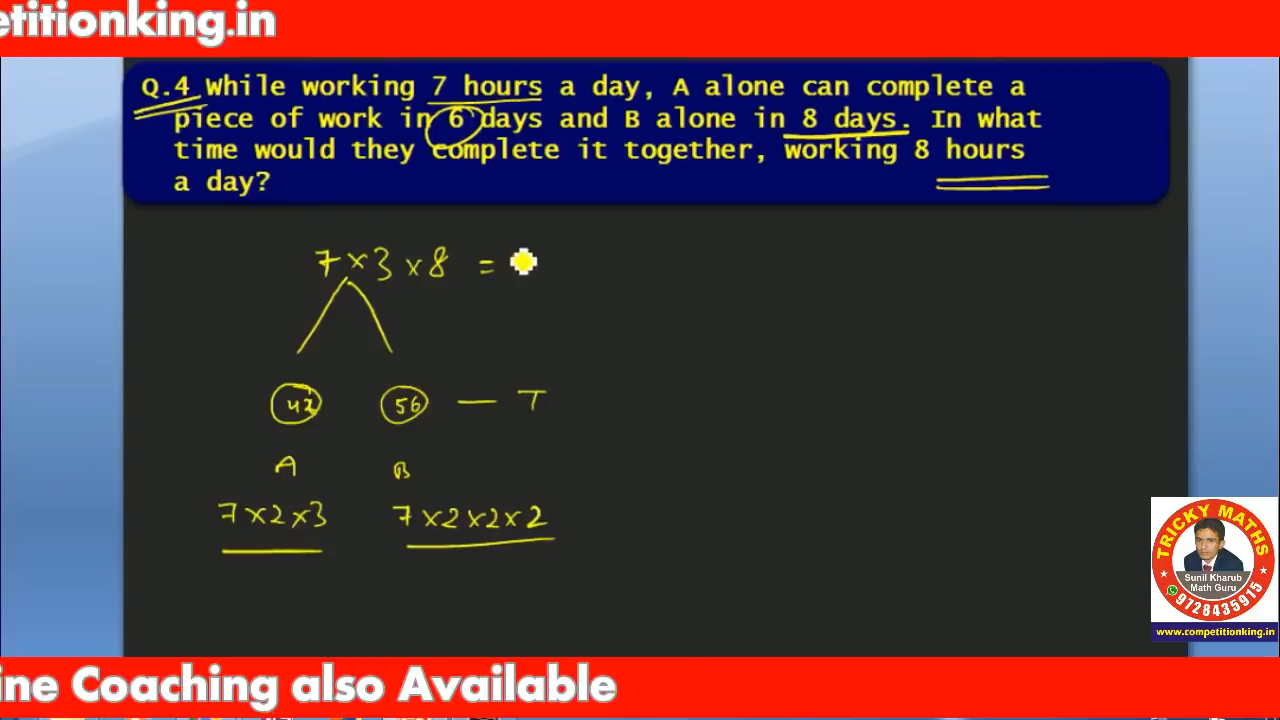 etitionking.in
Q.4 While working 7 hours a day, A alone can complete a
piece of work in 6 days and B alone in 8 days. In what
time would they complete it together, working 8 hours
a day?
7×3×8 =
42 56 — T
A B
7×2×3 7×2×2×2
TRICKY MATHS
Sunil Kharub
Math Guru
9728435915
www.competitionking.in
ine Coaching also Available